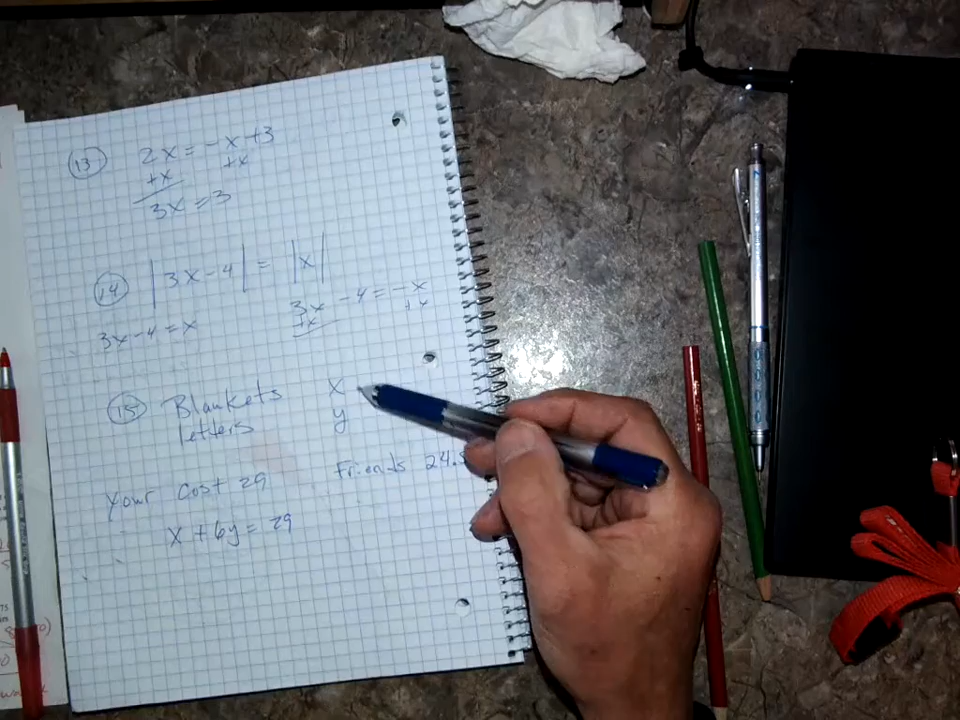 13 2x = -x+3
+x +x
3x = 3
14 |3x-4| = |x|
3x-4 = x 3x -4 = -x
+x +x
15 Blankets x
letters y
Your cost 29 Friends 24.5
x + 6y = 29